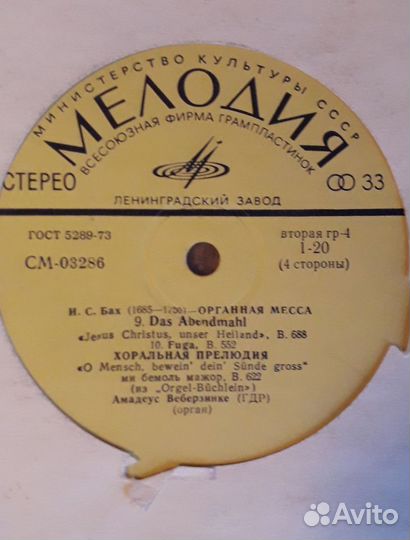 МИНИСТЕРСТВО КУЛЬТУРЫ СССР
МЕЛОДИЯ
ВСЕСОЮЗНАЯ ФИРМА ГРАМПЛАСТИНОК
СТЕРЕО
33
ЛЕНИНГРАДСКИЙ ЗАВОД
ГОСТ 5289-73
вторая гр-4
СМ-03286
1-20
(4 стороны)
И. С. Бах (1685—1750)—ОРГАННАЯ МЕССА
9. Das Abendmahl
«Jesus Christus, unser Heiland», B. 688
10. Fuga, B. 552
ХОРАЛЬНАЯ ПРЕЛЮДИЯ
«O Mensch, bewein' dein' Sünde gross"
ми бемоль мажор, B. 622
(из „Orgel-Büchlein")
Амадеус Веберзинке (ГДР)
(орган)
Avito